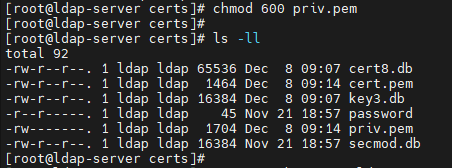 [root@ldap-server certs]# chmod 600 priv.pem
[root@ldap-server certs]#
[root@ldap-server certs]# ls -ll
total 92
-rw-r--r--. 1 ldap ldap 65536 Dec  8 09:07 cert8.db
-rw-------. 1 ldap ldap  1464 Dec  8 09:14 cert.pem
-rw-r--r--. 1 ldap ldap 16384 Dec  8 09:07 key3.db
-r--r-----. 1 ldap ldap    45 Nov 21 18:57 password
-rw-------. 1 ldap ldap  1704 Dec  8 09:14 priv.pem
-rw-r--r--. 1 ldap ldap 16384 Nov 21 18:57 secmod.db
[root@ldap-server certs]#